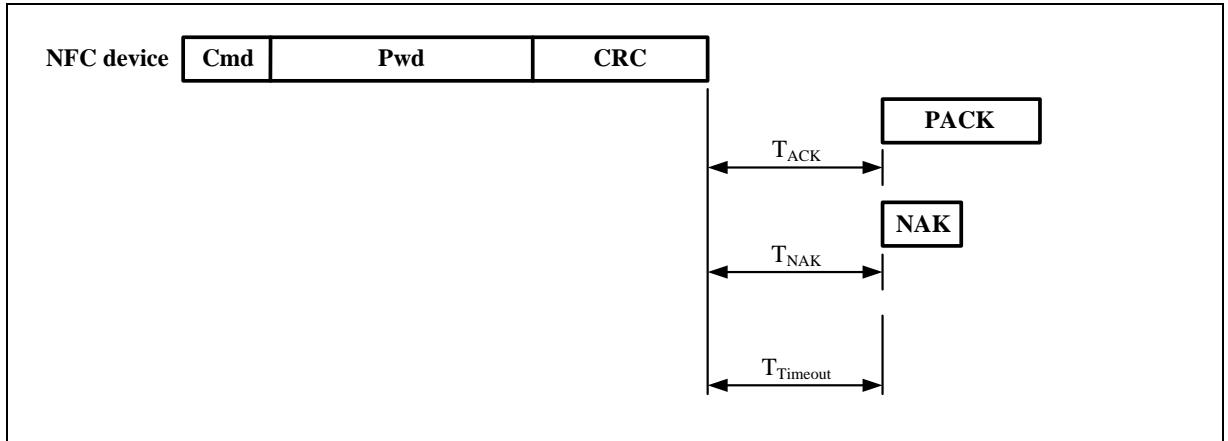 NFC device Cmd Pwd CRC
PACK
TACK
NAK
TNAK
TTimeout